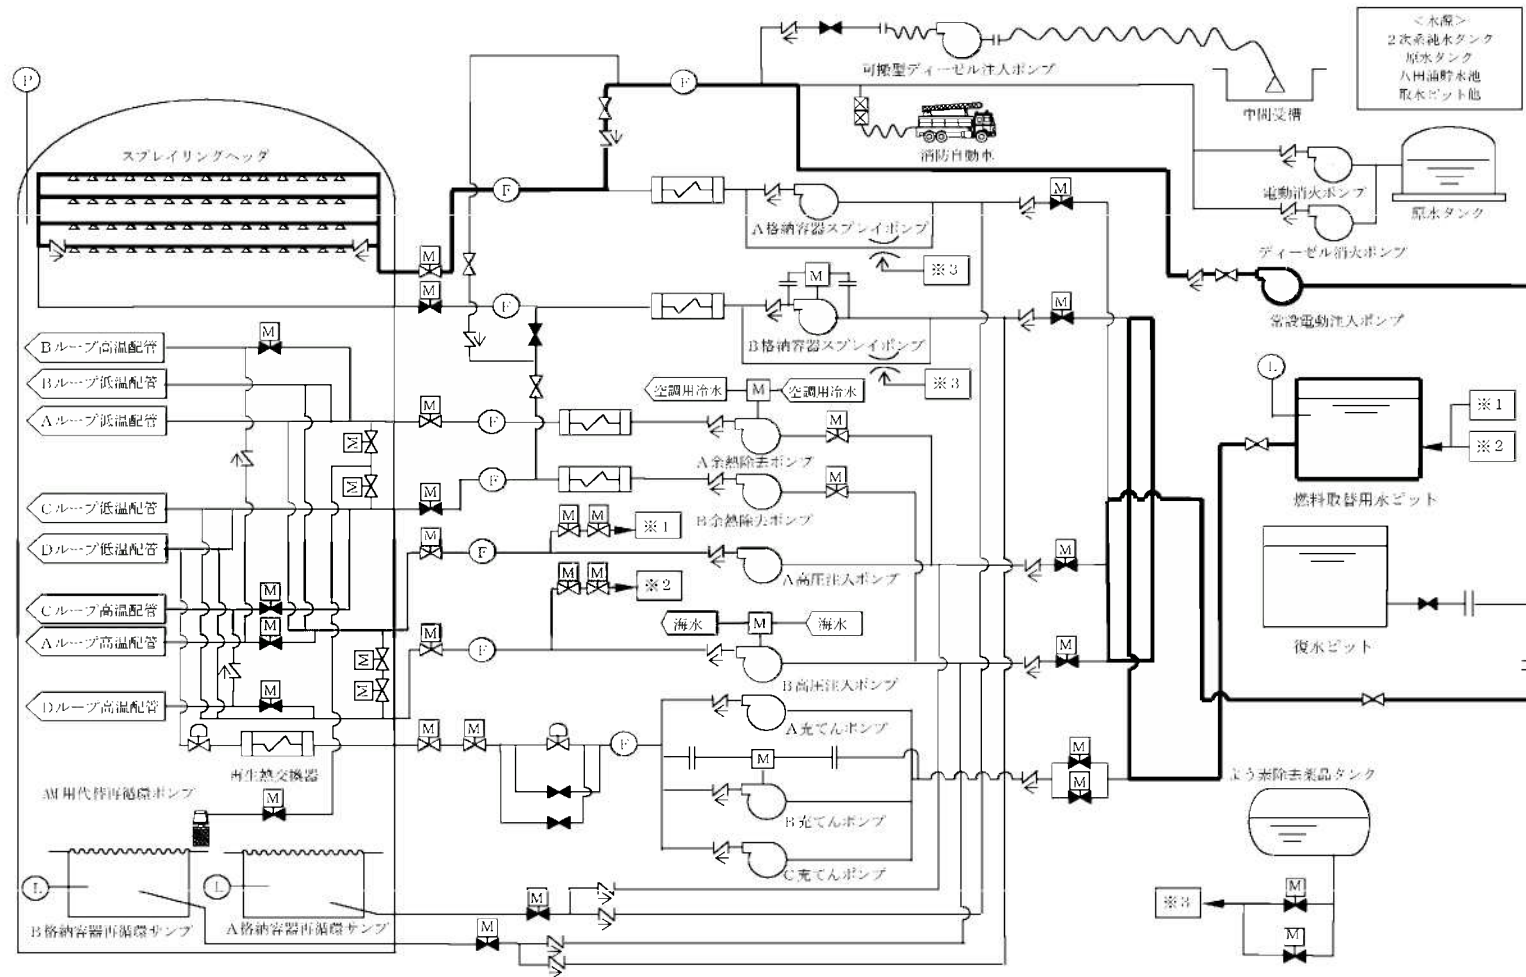 <水源>
2次系純水タンク
原水タンク
八田浦貯水池
取水ピット他
P
F
可搬型ディーゼル注入ポンプ
中間受槽
消防自動車
スプレイリングヘッダ
F
電動消火ポンプ
原水タンク
M
M
A格納容器スプレイポンプ
ディーゼル消火ポンプ
※3
M
M
F
M
M
常設電動注入ポンプ
B格納容器スプレイポンプ
※3
Bループ高温配管
M
Bループ低温配管
空調用冷水
M
空調用冷水
L
Aループ低温配管
M
F
M
※1
※2
M
A余熱除去ポンプ
M
F
M
M
燃料取替用水ピット
Cループ低温配管
M
B余熱除去ポンプ
M
M
※1
Dループ低温配管
M
F
A高圧注入ポンプ
M
M
M
※2
Cループ高温配管
M
Aループ高温配管
M
M
F
海水
M
海水
M
復水ピット
M
B高圧注入ポンプ
M
Dループ高温配管
M
A充てんポンプ
M
M
F
M
M
再生熱交換器
よう素除去薬品タンク
AM用代替再循環ポンプ
M
M
B充てんポンプ
C充てんポンプ
L
L
M
M
※3
B格納容器再循環サンプ
A格納容器再循環サンプ
M
M